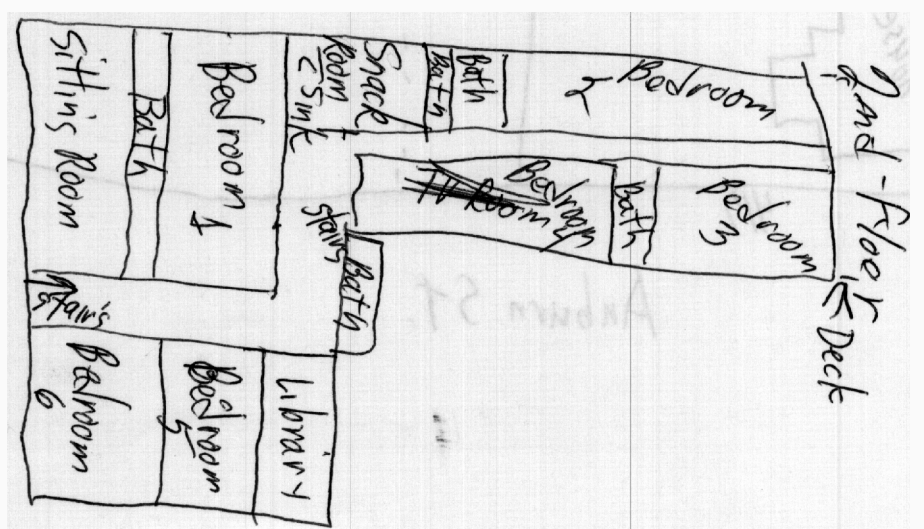 2nd - floor
Deck
Sitting Room
Bath
Bedroom
1
Snack
Room
c Sink
Bath
Bath
Bedroom
2
Bedroom
Room
Bath
Bedroom
3
stairs
Bath
stairs
Bedroom
6
Bedroom
5
Library
Auburn St.